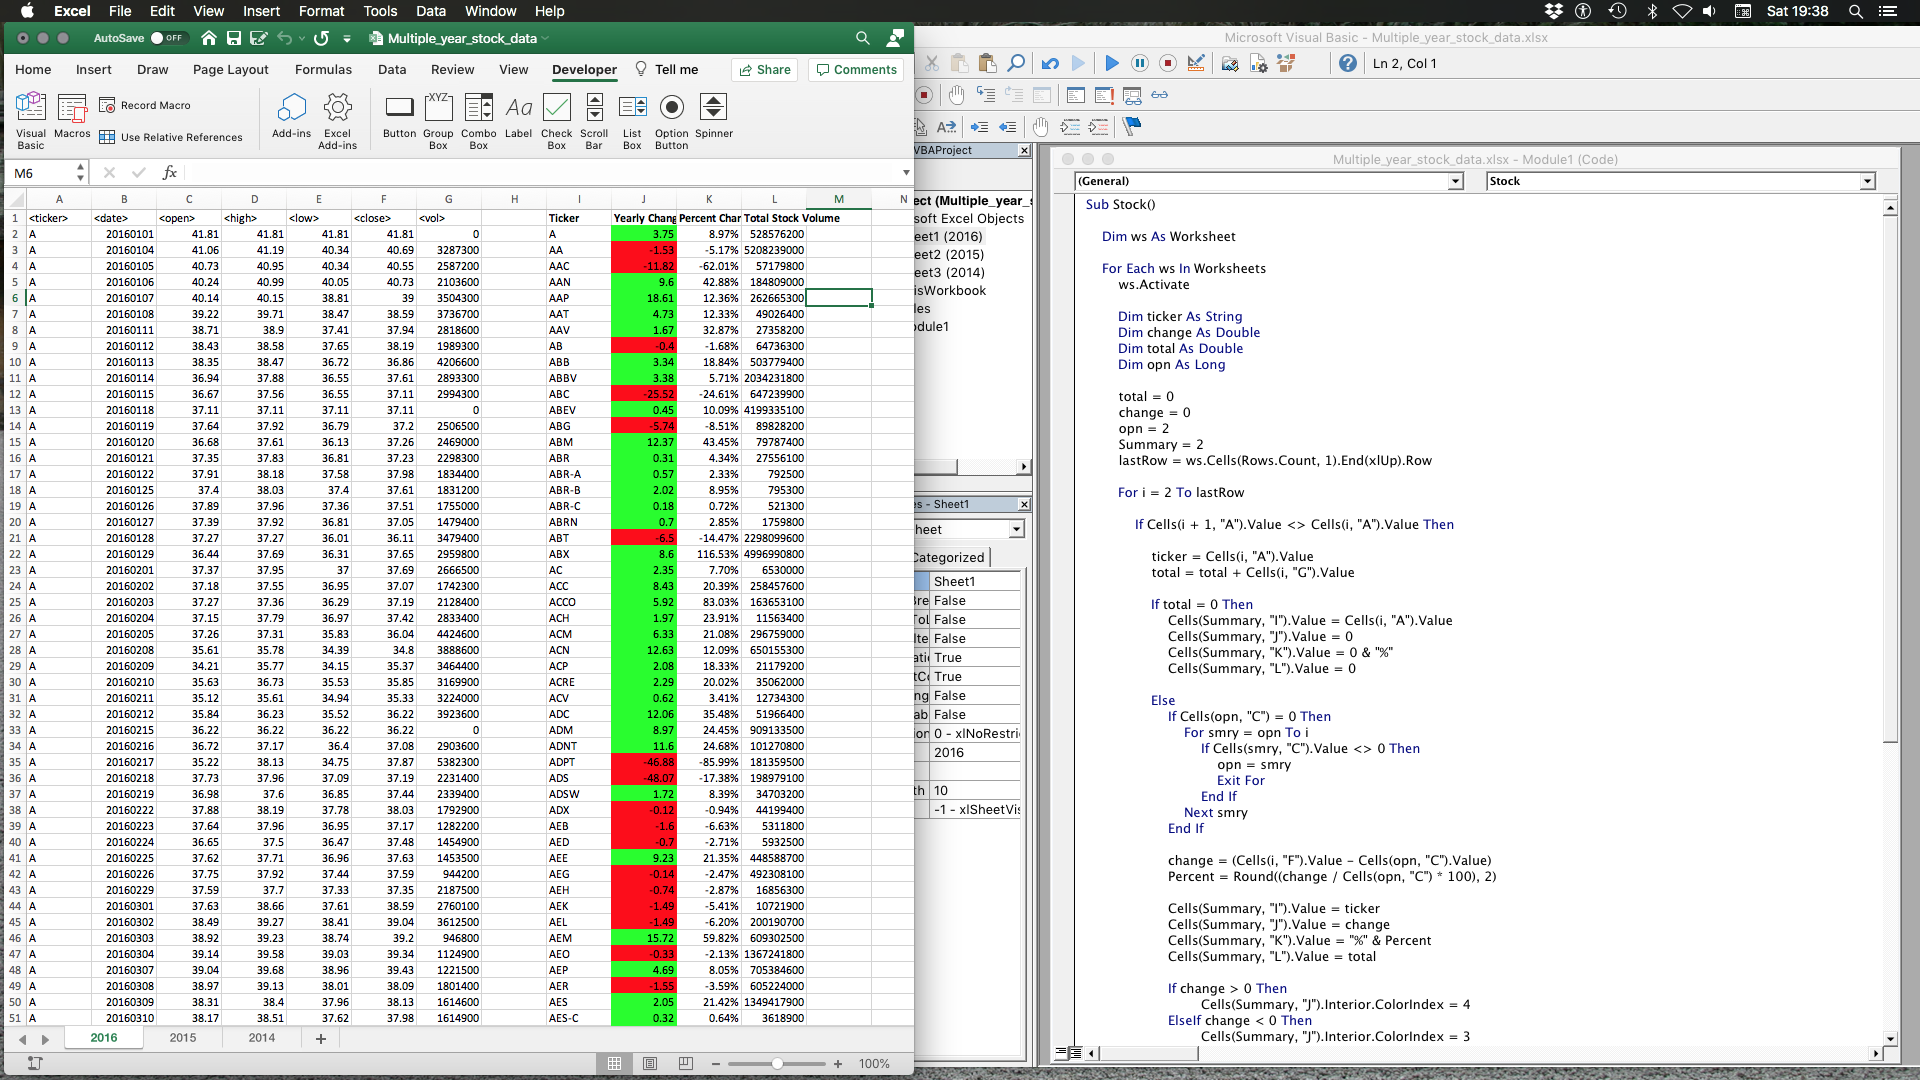 Excel File Edit View Insert Format Tools Data Window Help Sat 19:38
AutoSave OFF Multiple_year_stock_data
Home Insert Draw Page Layout Formulas Data Review View Developer Tell me Share Comments
Visual Basic Macros Record Macro Use Relative References Add-ins Excel Add-ins Button Group Box Combo Box Label Check Box Scroll Bar List Box Option Button Spinner
M6 fx
A B C D E F G H I J K L M N
1 <ticker> <date> <open> <high> <low> <close> <vol> Ticker Yearly Chang Percent Char Total Stock Volume
2 A 20160101 41.81 41.81 41.81 41.81 0 A 3.75 8.97% 528576200
3 A 20160104 41.06 41.19 40.34 40.69 3287300 AA -1.53 -5.17% 5208239000
4 A 20160105 40.73 40.95 40.34 40.55 2587200 AAC -11.82 -62.01% 57179800
5 A 20160106 40.24 40.99 40.05 40.73 2103600 AAN 9.6 42.88% 184809000
6 A 20160107 40.14 40.15 38.81 39 3504300 AAP 18.61 12.36% 262665300
7 A 20160108 39.22 39.71 38.47 38.59 3736700 AAT 4.73 12.33% 49026400
8 A 20160111 38.71 38.9 37.41 37.94 2818600 AAV 1.67 32.87% 27358200
9 A 20160112 38.43 38.58 37.65 38.19 1989300 AB -0.4 -1.68% 64736300
10 A 20160113 38.35 38.47 36.72 36.86 4206600 ABB 3.34 18.84% 503779400
11 A 20160114 36.94 37.88 36.55 37.61 2893300 ABBV 3.38 5.71% 2034231800
12 A 20160115 36.67 37.56 36.55 37.11 2994300 ABC -25.52 -24.61% 647239900
13 A 20160118 37.11 37.11 37.11 37.11 0 ABEV 0.45 10.09% 4199335100
14 A 20160119 37.64 37.92 36.79 37.2 2506500 ABG -5.74 -8.51% 89828200
15 A 20160120 36.68 37.61 36.13 37.26 2469000 ABM 12.37 43.45% 79787400
16 A 20160121 37.35 37.83 36.81 37.23 2298300 ABR 0.31 4.34% 27556100
17 A 20160122 37.91 38.18 37.58 37.98 1834400 ABR-A 0.57 2.33% 792500
18 A 20160125 37.4 38.03 37.4 37.61 1831200 ABR-B 2.02 8.95% 795300
19 A 20160126 37.89 37.96 37.36 37.51 1755000 ABR-C 0.18 0.72% 521300
20 A 20160127 37.39 37.92 36.81 37.05 1479400 ABRN 0.7 2.85% 1759800
21 A 20160128 37.27 37.27 36.01 36.11 3479400 ABT -6.5 -14.47% 2298099600
22 A 20160129 36.44 37.69 36.31 37.65 2959800 ABX 8.6 116.53% 4996990800
23 A 20160201 37.37 37.95 37 37.69 2666500 AC 2.35 7.70% 6530000
24 A 20160202 37.18 37.55 36.95 37.07 1742300 ACC 8.43 20.39% 258457600
25 A 20160203 37.27 37.36 36.29 37.19 2128400 ACCO 5.92 83.03% 163653100
26 A 20160204 37.15 37.79 36.97 37.42 2833400 ACH 1.97 23.91% 11563400
27 A 20160205 37.26 37.31 35.83 36.04 4424600 ACM 6.33 21.08% 296759000
28 A 20160208 35.61 35.78 34.39 34.8 3888600 ACN 12.63 12.09% 650155300
29 A 20160209 34.21 35.77 34.15 35.37 3464400 ACP 2.08 18.33% 21179200
30 A 20160210 35.63 36.73 35.53 35.85 3169900 ACRE 2.29 20.02% 35062000
31 A 20160211 35.12 35.61 34.94 35.33 3224000 ACV 0.62 3.41% 12734300
32 A 20160212 35.84 36.23 35.52 36.22 3923600 ADC 12.06 35.48% 51966400
33 A 20160215 36.22 36.22 36.22 36.22 0 ADM 8.97 24.45% 909133500
34 A 20160216 36.72 37.17 36.4 37.08 2903600 ADNT 11.6 24.68% 101270800
35 A 20160217 35.22 38.13 34.75 37.87 5382300 ADPT -46.88 -85.99% 181359500
36 A 20160218 37.73 37.96 37.09 37.19 2231400 ADS -48.07 -17.38% 198979100
37 A 20160219 36.98 37.6 36.85 37.44 2339400 ADSW 1.72 8.39% 34703200
38 A 20160222 37.88 38.19 37.78 38.03 1792900 ADX -0.12 -0.94% 44199400
39 A 20160223 37.64 37.96 36.95 37.17 1282200 AEB -1.6 -6.63% 5311800
40 A 20160224 36.65 37.5 36.47 37.48 1454900 AED -0.7 -2.71% 5932500
41 A 20160225 37.62 37.71 36.96 37.63 1453500 AEE 9.23 21.35% 448588700
42 A 20160226 37.75 37.92 37.44 37.59 944200 AEG -0.14 -2.47% 492308100
43 A 20160229 37.59 37.7 37.33 37.35 2187500 AEH -0.74 -2.87% 16856300
44 A 20160301 37.63 38.66 37.61 38.59 2760100 AEK -1.49 -5.41% 10721900
45 A 20160302 38.49 39.27 38.41 39.04 3612500 AEL -1.49 -6.20% 200190700
46 A 20160303 38.92 39.23 38.74 39.2 946800 AEM 15.72 59.82% 609302500
47 A 20160304 39.14 39.58 39.03 39.34 1124900 AEO -0.33 -2.13% 1367241800
48 A 20160307 39.04 39.68 38.96 39.43 1221500 AEP 4.69 8.05% 705384600
49 A 20160308 38.97 39.13 38.01 38.09 1801400 AER -1.55 -3.59% 605224000
50 A 20160309 38.31 38.4 37.96 38.13 1614600 AES 2.05 21.42% 1349417900
51 A 20160310 38.17 38.51 37.62 37.98 1614900 AES-C 0.32 0.64% 3618900
2016 2015 2014 +
100%
Microsoft Visual Basic - Multiple_year_stock_data.xlsx
Ln 2, Col 1
VBAProject
ect (Multiple_year_s
soft Excel Objects
eet1 (2016)
eet2 (2015)
eet3 (2014)
isWorkbook
les
odule1
es - Sheet1
heet
Categorized
Sheet1
Bre False
ToL False
lte False
atic True
tCo True
ng False
ab False
on 0 - xlNoRestri
2016
th 10
-1 - xlSheetVis
Multiple_year_stock_data.xlsx - Module1 (Code)
(General) Stock
Sub Stock()
Dim ws As Worksheet
For Each ws In Worksheets
ws.Activate
Dim ticker As String
Dim change As Double
Dim total As Double
Dim opn As Long
total = 0
change = 0
opn = 2
Summary = 2
lastRow = ws.Cells(Rows.Count, 1).End(xlUp).Row
For i = 2 To lastRow
If Cells(i + 1, "A").Value <> Cells(i, "A").Value Then
ticker = Cells(i, "A").Value
total = total + Cells(i, "G").Value
If total = 0 Then
Cells(Summary, "I").Value = Cells(i, "A").Value
Cells(Summary, "J").Value = 0
Cells(Summary, "K").Value = 0 & "%"
Cells(Summary, "L").Value = 0
Else
If Cells(opn, "C") = 0 Then
For smry = opn To i
If Cells(smry, "C").Value <> 0 Then
opn = smry
Exit For
End If
Next smry
End If
change = (Cells(i, "F").Value - Cells(opn, "C").Value)
Percent = Round((change / Cells(opn, "C") * 100), 2)
Cells(Summary, "I").Value = ticker
Cells(Summary, "J").Value = change
Cells(Summary, "K").Value = "%" & Percent
Cells(Summary, "L").Value = total
If change > 0 Then
Cells(Summary, "J").Interior.ColorIndex = 4
ElseIf change < 0 Then
Cells(Summary, "J").Interior.ColorIndex = 3